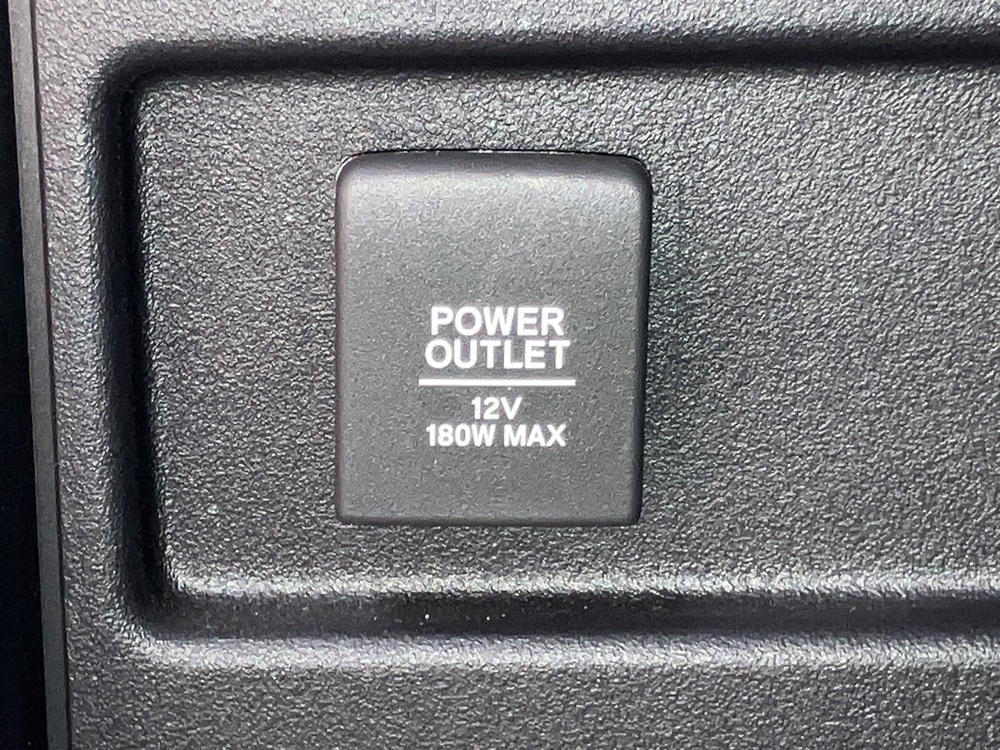 POWER
OUTLET
12V
180W MAX